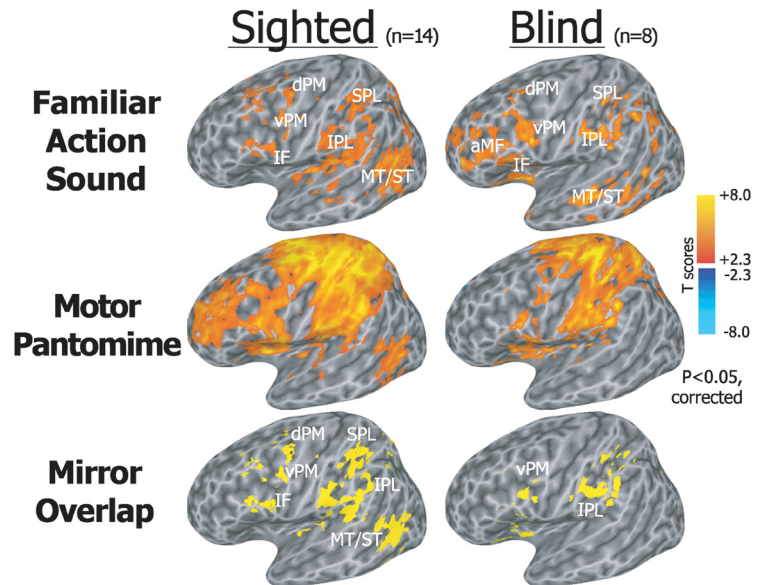 Sighted (n=14)
Blind (n=8)
Familiar
Action
Sound
dPM
SPL
vPM
IPL
IF
MT/ST
dPM
SPL
vPM
IPL
aMF
IF
MT/ST
Motor
Pantomime
+8.0
+2.3
-2.3
-8.0
T scores
P<0.05,
corrected
Mirror
Overlap
dPM
SPL
vPM
IPL
IF
MT/ST
vPM
IPL